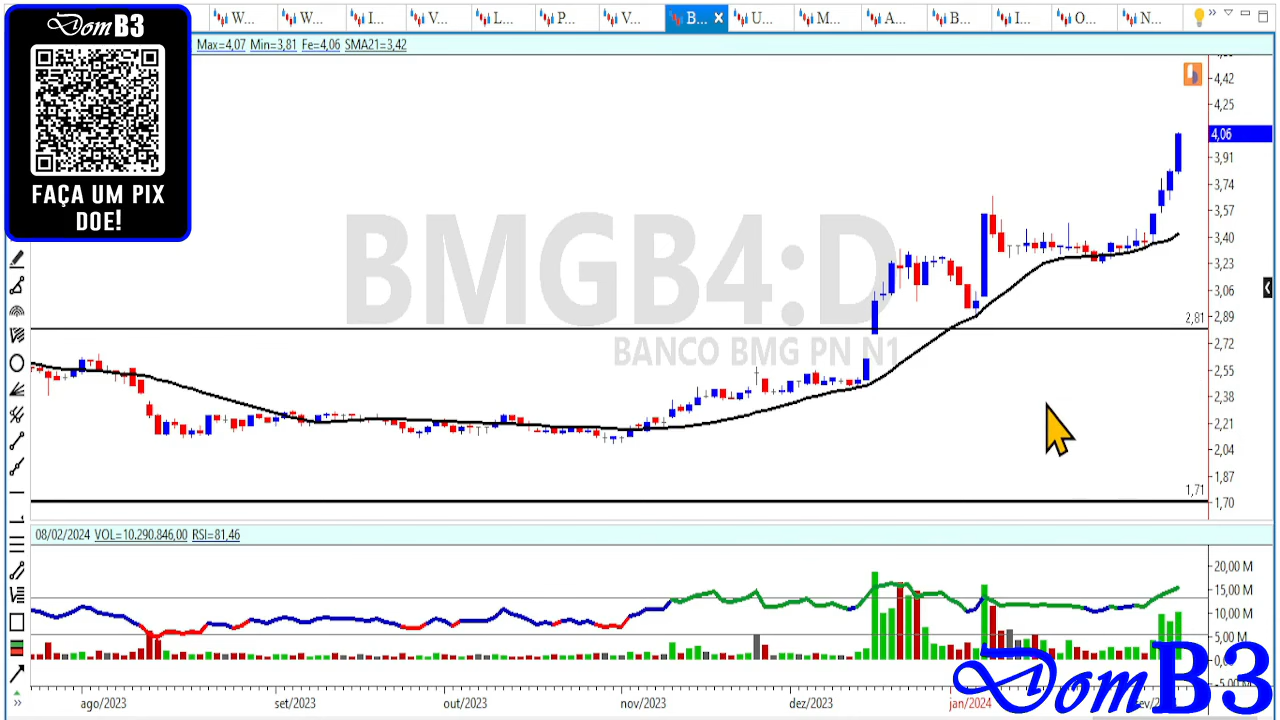 DomB3
FAÇA UM PIX
DOE!
W...
W...
I...
V...
L...
P...
V...
B...
U...
M...
A...
B...
I...
O...
N...
Max=4,07 Min=3,81 Fe=4,06 SMA21=3,42
4,42
4,25
4,06
3,91
3,74
3,57
3,40
3,23
3,06
2,89
2,72
2,55
2,38
2,21
2,04
1,87
1,70
BMGB4:D
BANCO BMG PN N1
2,81
1,71
08/02/2024 VOL=10.290.846,00 RSI=81,46
20,00 M
15,00 M
10,00 M
5,00 M
ago/2023
set/2023
out/2023
nov/2023
dez/2023
jan/2024
DomB3